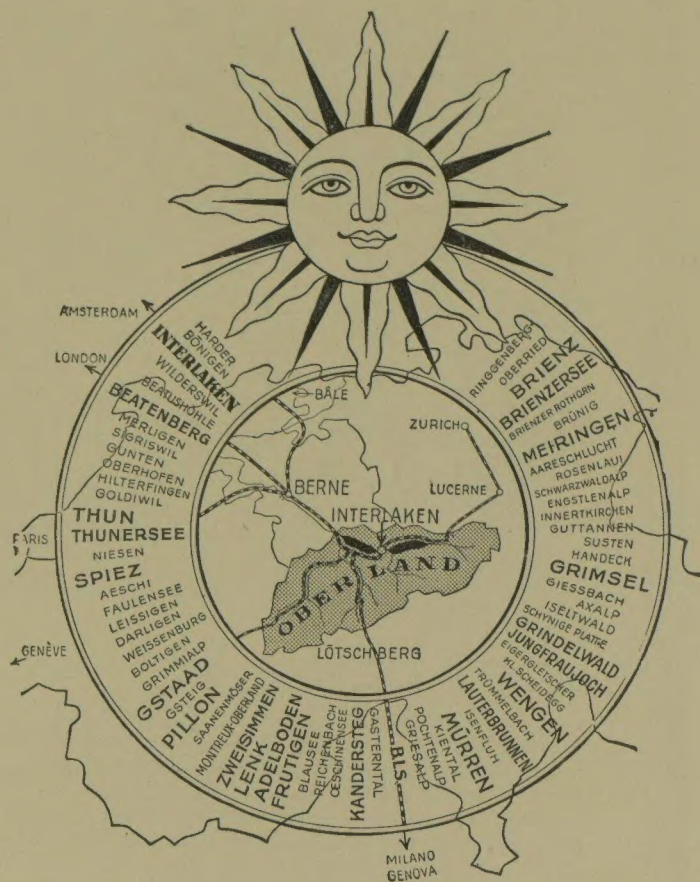 AMSTERDAM
LONDON
PARIS
GENÈVE
MILANO
GENOVA
HARDER
BÖNIGEN
INTERLAKEN
WILDERSWIL
BEATUSHÖHLE
BEATENBERG
MERLIGEN
SIGRISWIL
GUNTEN
OBERHOFEN
HILTERFINGEN
GOLDIWIL
THUN
THUNERSEE
NIESEN
SPIEZ
AESCHI
FAULENSEE
LEISSIGEN
DARLIGEN
WEISSENBURG
BOLTIGEN
GRIMMIALP
GSTAAD
GSTEIG
PILLON
SAANENMÖSER
MONTREUX-OBERLAND
ZWEISIMMEN
LENK
ADELBODEN
FRUTIGEN
BLAUSEE
REICHENBACH
ŒSCHINENSEE
KANDERSTEG
GASTERNTAL
B.L.S.
GRIESALP
POCHTENALP
KIENTAL
MÜRREN
ISENFLUH
LAUTERBRUNNEN
TRÜMMELBACH
WENGEN
KL. SCHEIDEGG
EIGERGLETSCHER
JUNGFRAUJOCH
GRINDELWALD
SCHYNIGE PLATTE
ISELTWALD
AXALP
GIESSBACH
GRIMSEL
HANDECK
SUSTEN
GUTTANNEN
INNERTKIRCHEN
ENGSTLENALP
SCHWARZWALDALP
ROSENLAUI
AARESCHLUCHT
MEIRINGEN
BRÜNIG
BRIENZER ROTHORN
BRIENZERSEE
BRIENZ
OBERRIED
RINGGENBERG
BÂLE
ZURICH
BERNE
LUCERNE
INTERLAKEN
OBERLAND
LÖTSCHBERG